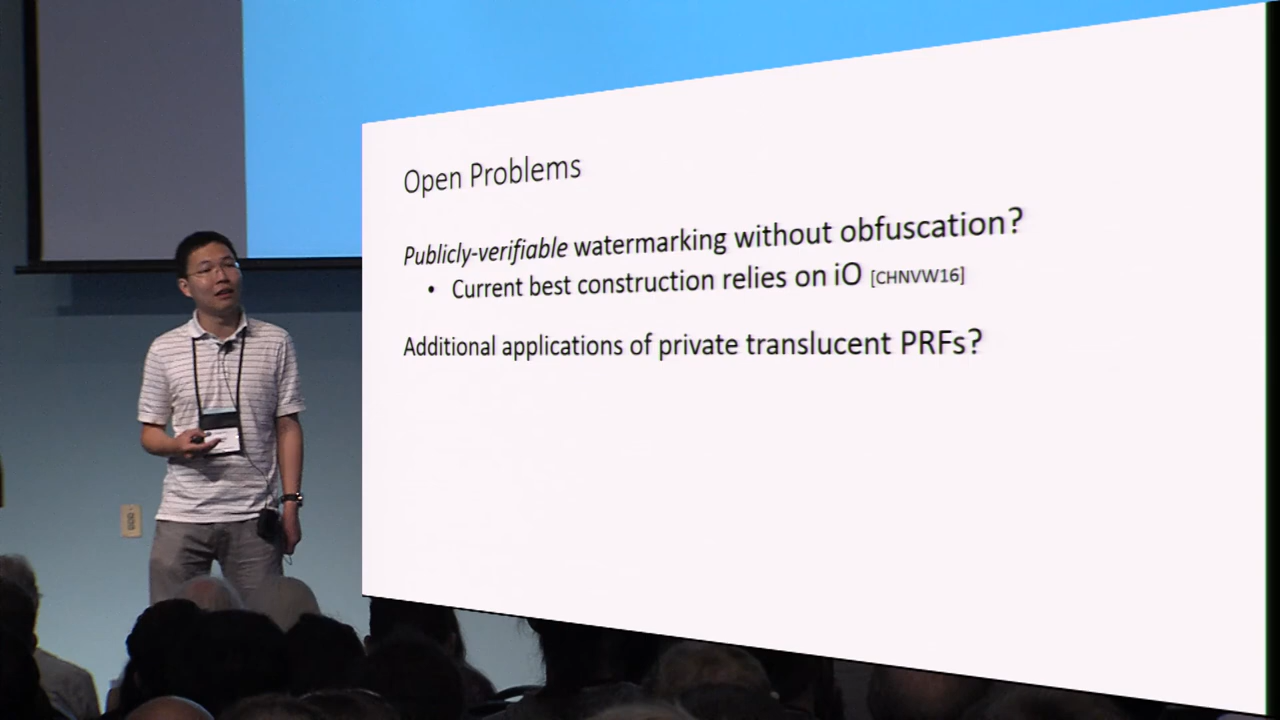 Open Problems
Publicly-verifiable watermarking without obfuscation?
• Current best construction relies on iO [CHNVW16]
Additional applications of private translucent PRFs?